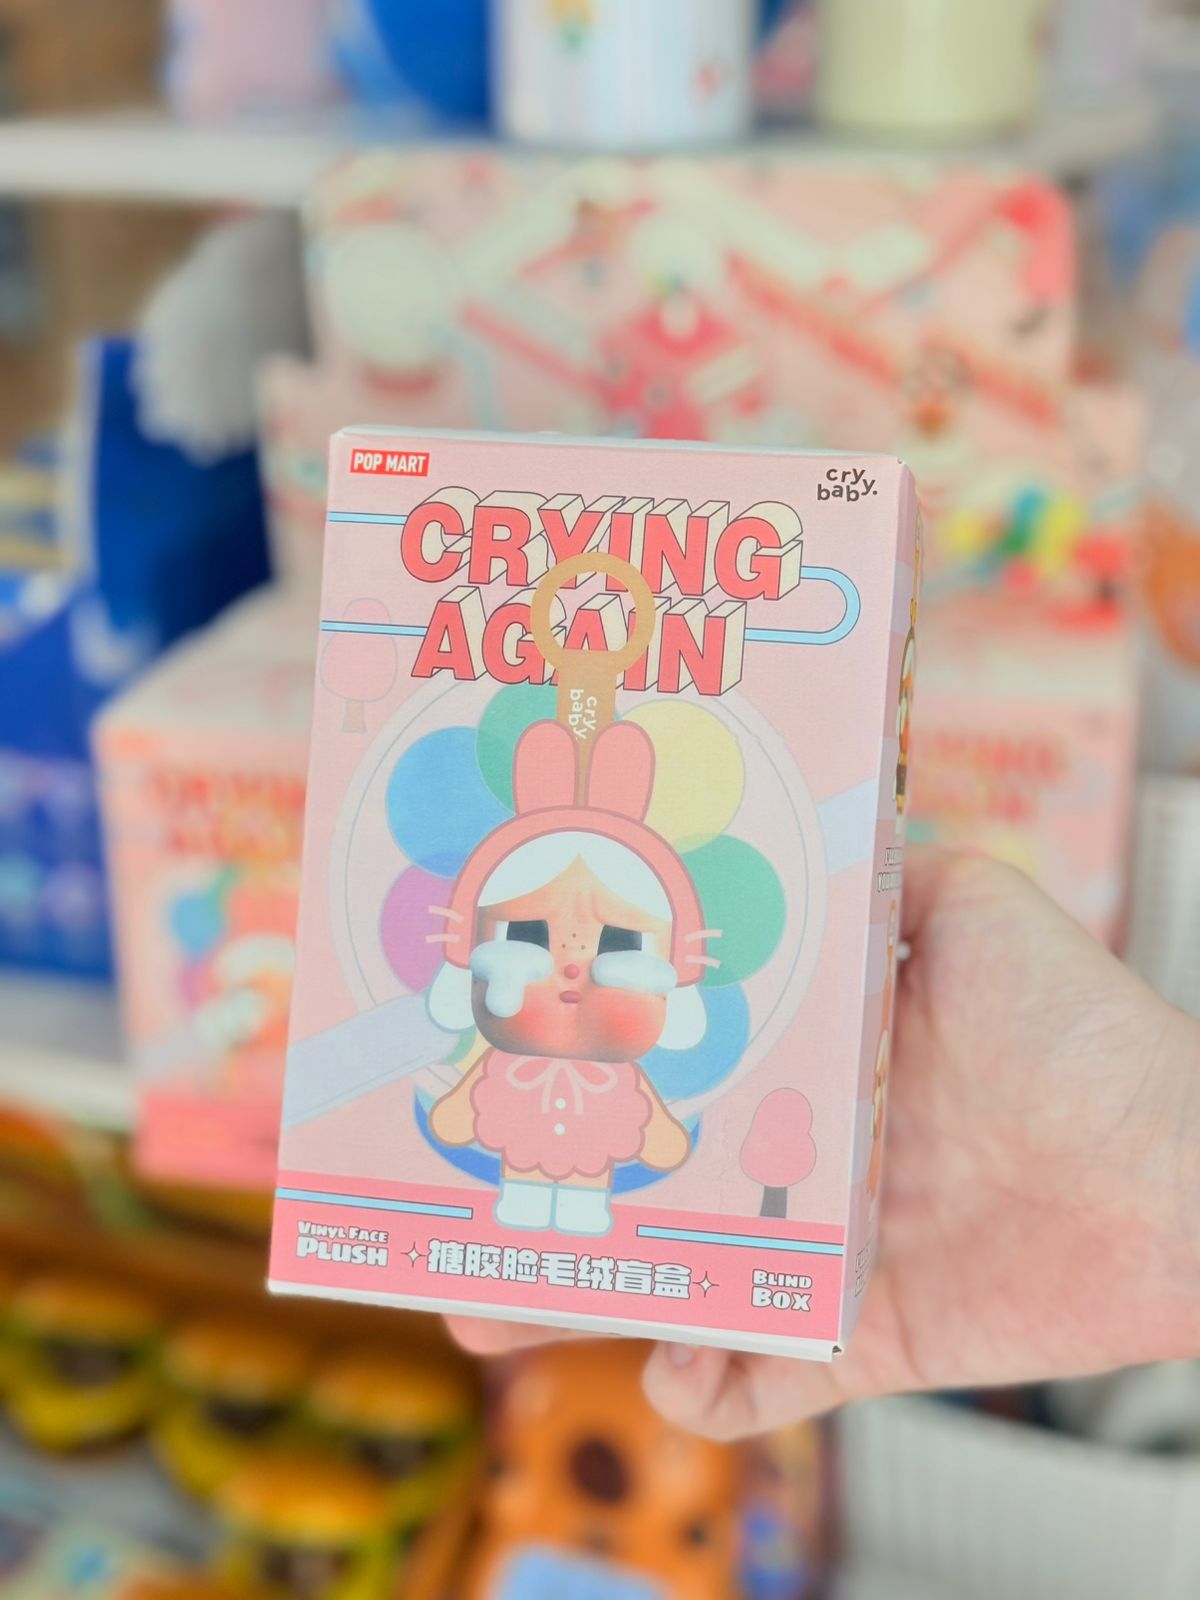 POP MART
cry
baby.
CRYING
AGAIN
cry
baby.
VINYL FACE
PLUSH
搪胶脸毛绒盲盒
BLIND
BOX